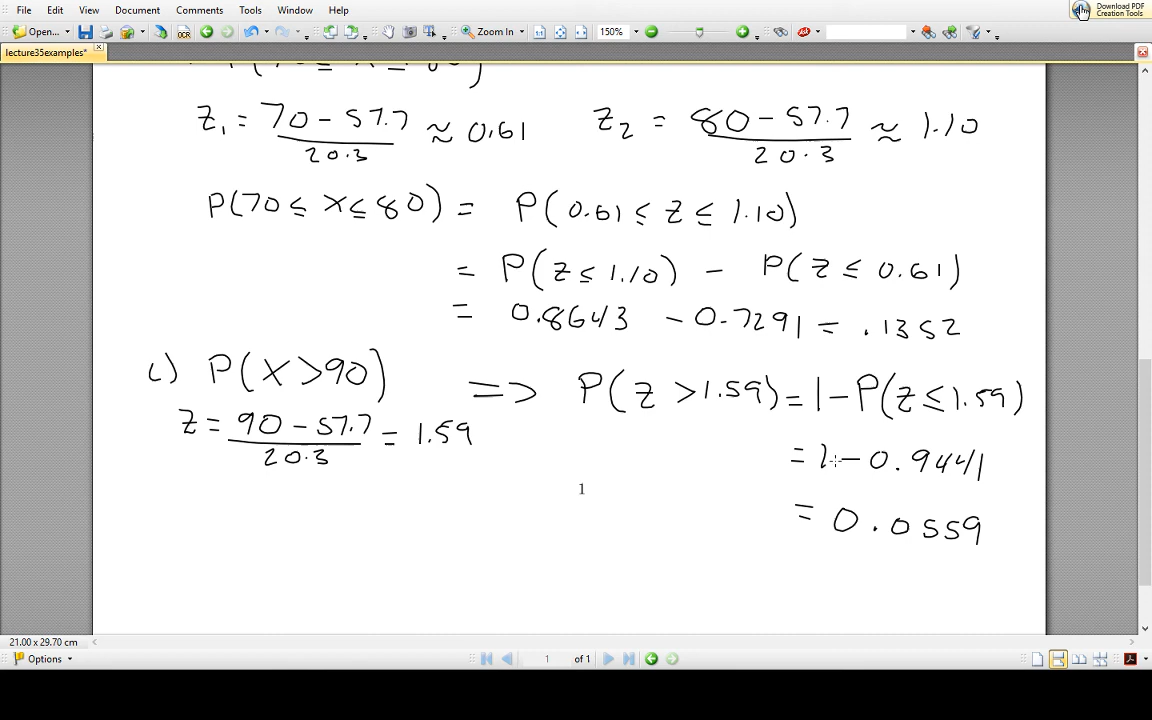 File Edit View Document Comments Tools Window Help
Download PDF Creation Tools
Open... OCR Zoom In 150%
lecture35examples*
Z₁ = 70 - 57.7 / 20.3 ≈ 0.61 Z₂ = 80 - 57.7 / 20.3 ≈ 1.10
P(70 ≤ X ≤ 80) = P(0.61 ≤ Z ≤ 1.10)
= P(Z ≤ 1.10) - P(Z ≤ 0.61)
= 0.8643 - 0.7291 = .1352
c) P(X > 90) => P(Z > 1.59) = 1 - P(Z ≤ 1.59)
Z = 90 - 57.7 / 20.3 = 1.59
= 1 - 0.9441
= 0.0559
1
21.00 x 29.70 cm
Options 1 of 1